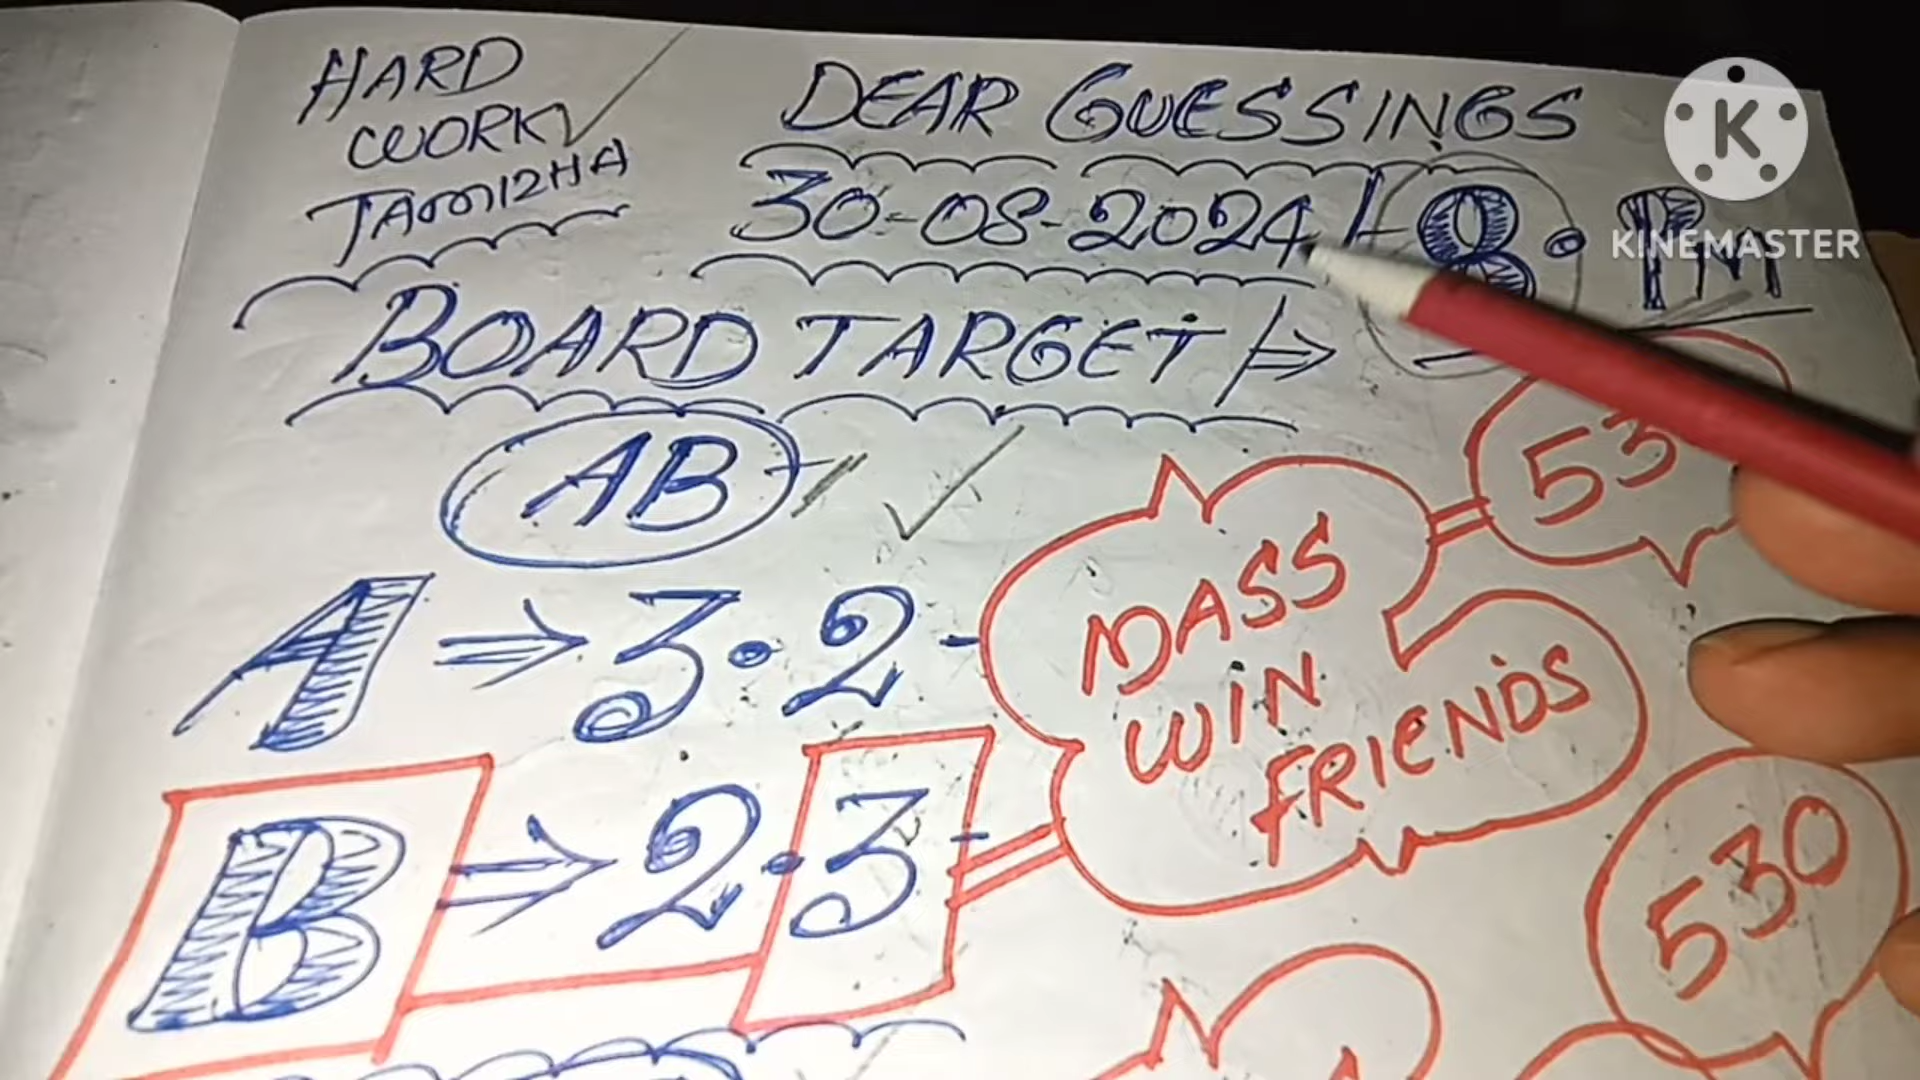 HARD
WORK
TAMIZHA
DEAR GUESSINGS
30-08-2024 - 8. PM
BOARD TARGET
AB
A ⇒ 3.2
B ⇒ 2.3
MASS
WIN
FRIENDS
53
530
K
KINEMASTER